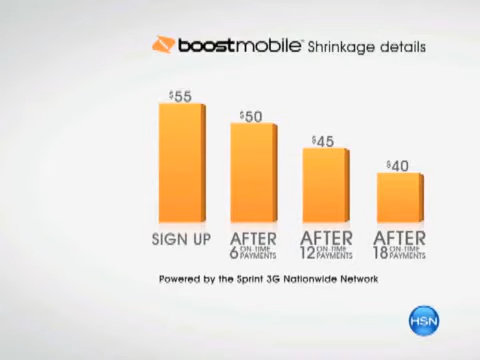 boostmobile™ Shrinkage details
$55
$50
$45
$40
SIGN UP
AFTER
6 ON-TIME PAYMENTS
AFTER
12 ON-TIME PAYMENTS
AFTER
18 ON-TIME PAYMENTS
Powered by the Sprint 3G Nationwide Network
HSN